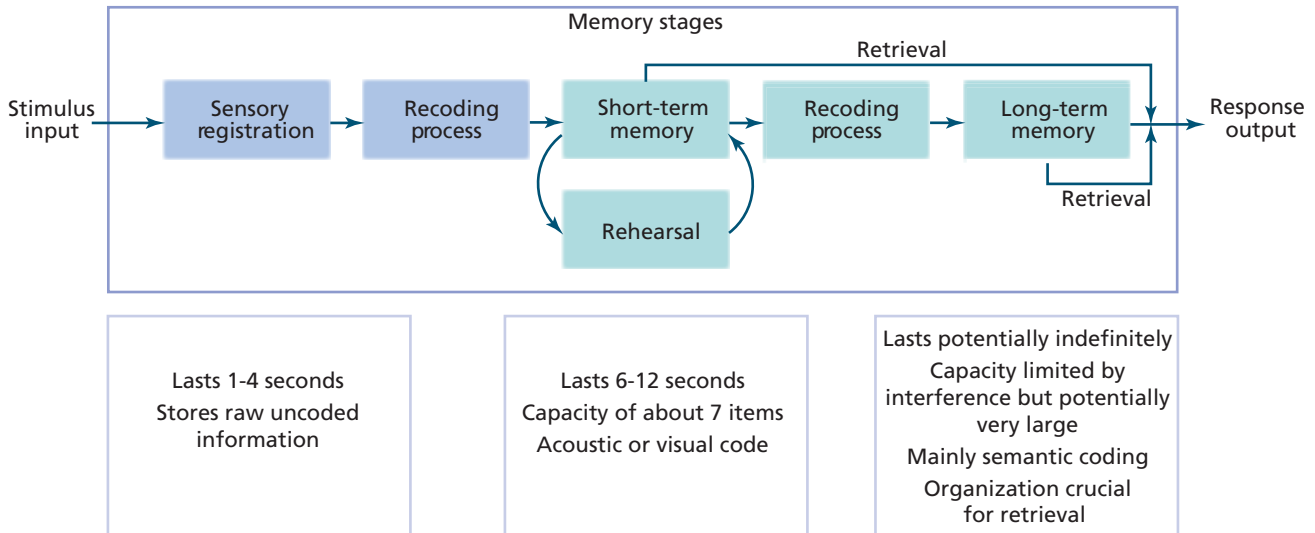 Memory stages
Retrieval
Stimulus
input
Sensory
registration
Recoding
process
Short-term
memory
Recoding
process
Long-term
memory
Response
output
Rehearsal
Retrieval
Lasts 1-4 seconds
Stores raw uncoded
information
Lasts 6-12 seconds
Capacity of about 7 items
Acoustic or visual code
Lasts potentially indefinitely
Capacity limited by
interference but potentially
very large
Mainly semantic coding
Organization crucial
for retrieval